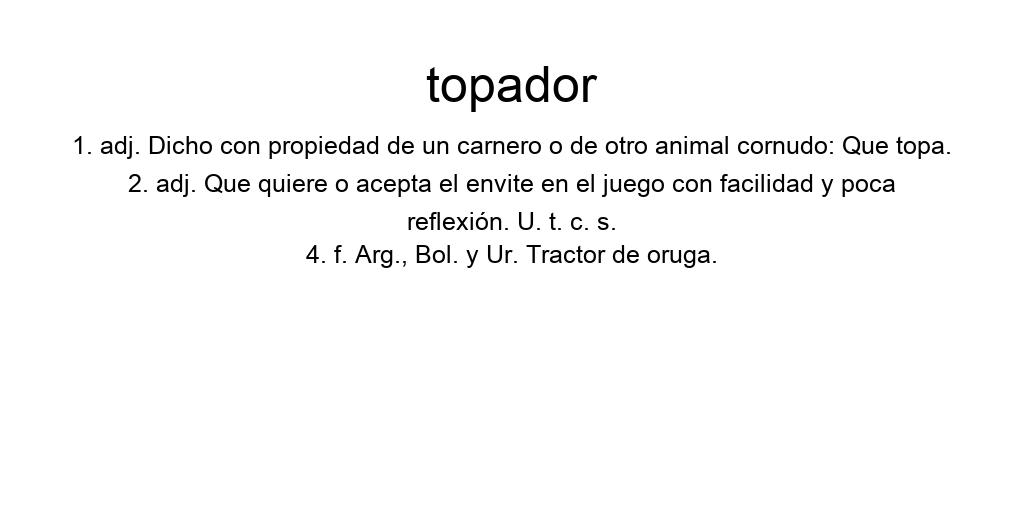 topador
1. adj. Dicho con propiedad de un carnero o de otro animal cornudo: Que topa.
2. adj. Que quiere o acepta el envite en el juego con facilidad y poca
reflexión. U. t. c. s.
4. f. Arg., Bol. y Ur. Tractor de oruga.